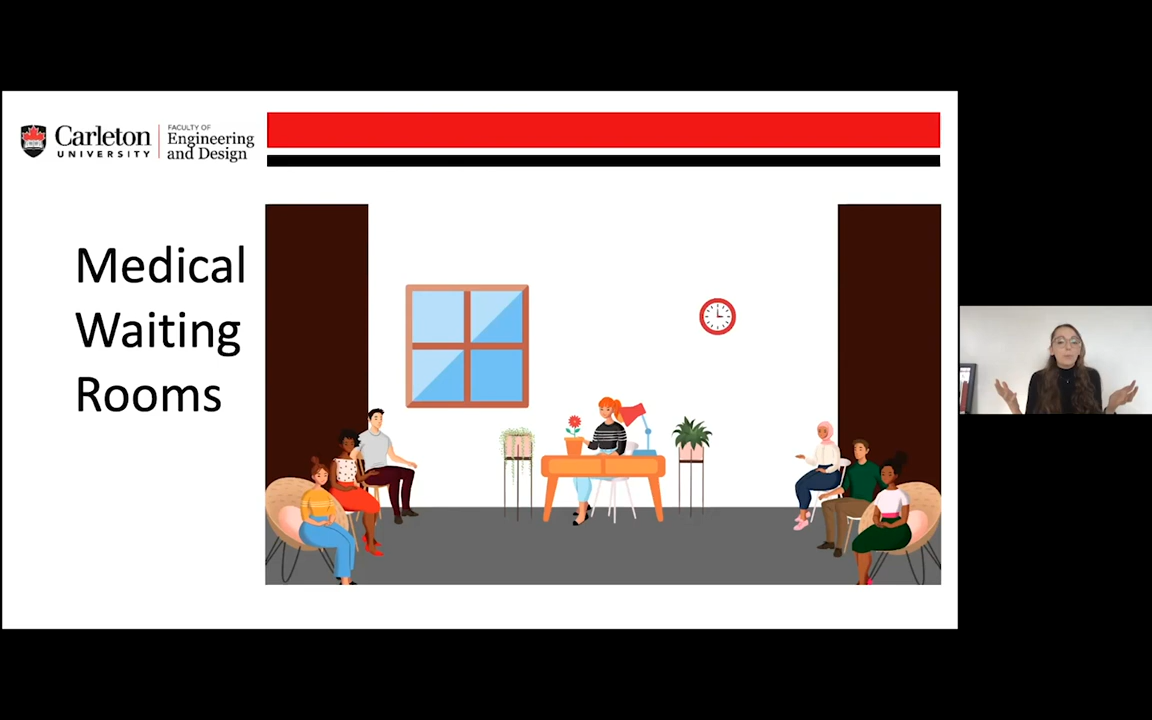 Carleton
UNIVERSITY
FACULTY OF
Engineering
and Design
Medical
Waiting
Rooms